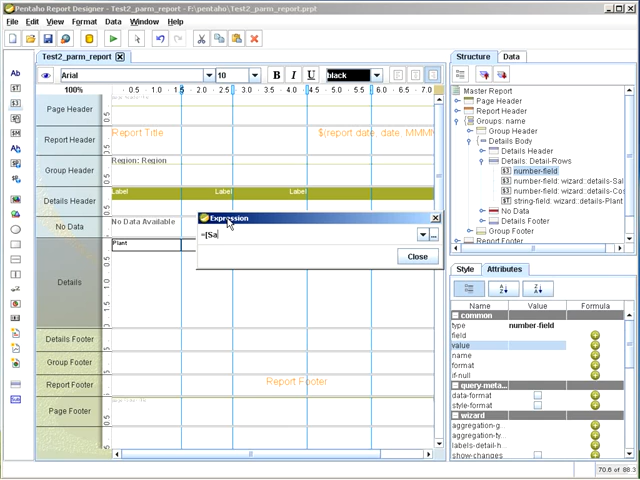 Pentaho Report Designer - Test2_parm_report - F:\pentaho\Test2_parm_report.prpt
File Edit View Format Data Window Help
Test2_parm_report
Structure Data
Arial 10 B I U black
100% 0.5 1.0 1.5 2.0 2.5 3.0 3.5 4.0 4.5 5.0 5.5 6.0 6.5 7.0
Page Header
Report Header
Report Title
$(report date, date, MMMM
Group Header
Region: Region
Details Header
Label Label Label
No Data
No Data Available
Details
Plant
Details Footer
Group Footer
Report Footer
Report Footer
Page Footer
Expression
=[Sa
Close
Master Report
Page Header
Report Header
Groups: name
Group Header
Details Body
Details Header
Details: Detail-Rows
number-field
number-field: wizard::details-Sal
number-field: wizard::details-Cos
string-field: wizard::details-Plant
No Data
Details Footer
Group Footer
Report Footer
Style Attributes
Name Value Formula
common
type number-field
field
value
name
format
if-null
query-meta...
data-format
style-format
wizard
aggregation-g...
aggregation-ty...
labels-detail-h...
show-changes
70.6 of 88.3